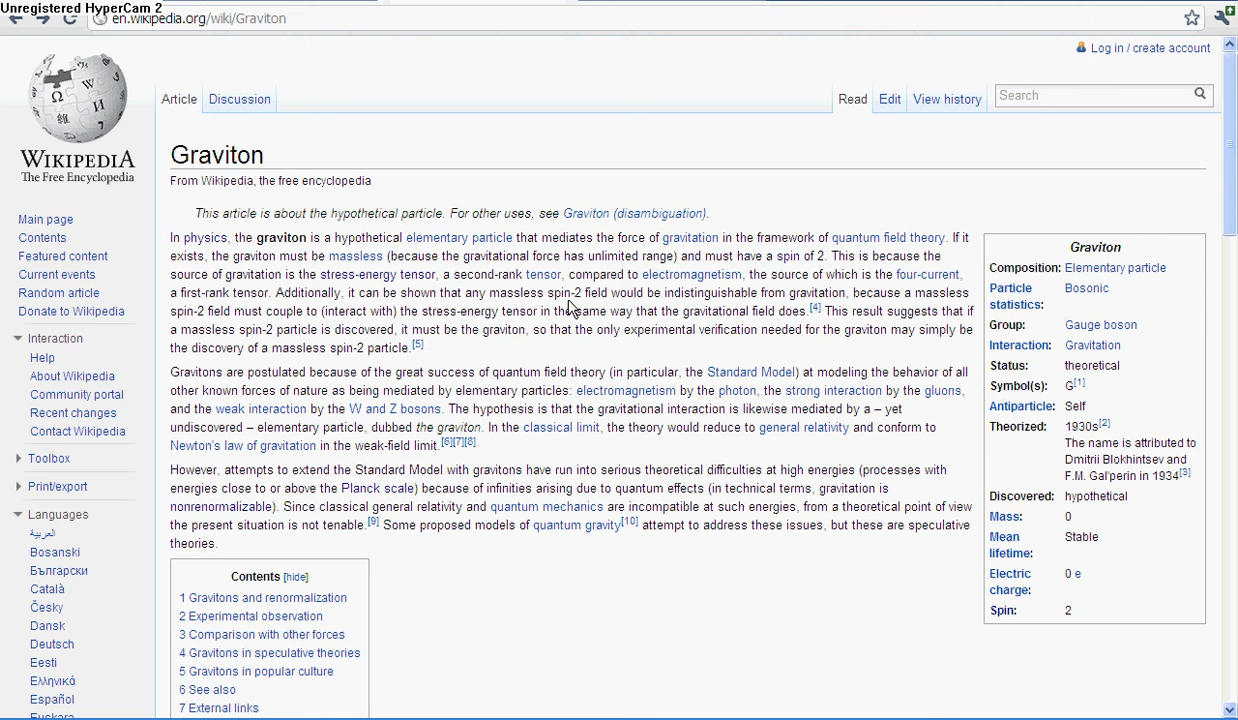 Unregistered HyperCam 2
en.wikipedia.org/wiki/Graviton
Log in / create account
Article Discussion Read Edit View history Search
WIKIPEDIA
The Free Encyclopedia
Main page
Contents
Featured content
Current events
Random article
Donate to Wikipedia
Interaction
Help
About Wikipedia
Community portal
Recent changes
Contact Wikipedia
Toolbox
Print/export
Languages
العربية
Bosanski
Български
Català
Česky
Dansk
Deutsch
Eesti
Ελληνικά
Español
Euskara
Graviton
From Wikipedia, the free encyclopedia
This article is about the hypothetical particle. For other uses, see Graviton (disambiguation).
In physics, the graviton is a hypothetical elementary particle that mediates the force of gravitation in the framework of quantum field theory. If it
exists, the graviton must be massless (because the gravitational force has unlimited range) and must have a spin of 2. This is because the
source of gravitation is the stress-energy tensor, a second-rank tensor, compared to electromagnetism, the source of which is the four-current,
a first-rank tensor. Additionally, it can be shown that any massless spin-2 field would be indistinguishable from gravitation, because a massless
spin-2 field must couple to (interact with) the stress-energy tensor in the same way that the gravitational field does.[4] This result suggests that if
a massless spin-2 particle is discovered, it must be the graviton, so that the only experimental verification needed for the graviton may simply be
the discovery of a massless spin-2 particle.[5]
Gravitons are postulated because of the great success of quantum field theory (in particular, the Standard Model) at modeling the behavior of all
other known forces of nature as being mediated by elementary particles: electromagnetism by the photon, the strong interaction by the gluons,
and the weak interaction by the W and Z bosons. The hypothesis is that the gravitational interaction is likewise mediated by a – yet
undiscovered – elementary particle, dubbed the graviton. In the classical limit, the theory would reduce to general relativity and conform to
Newton's law of gravitation in the weak-field limit.[6][7][8]
However, attempts to extend the Standard Model with gravitons have run into serious theoretical difficulties at high energies (processes with
energies close to or above the Planck scale) because of infinities arising due to quantum effects (in technical terms, gravitation is
nonrenormalizable). Since classical general relativity and quantum mechanics are incompatible at such energies, from a theoretical point of view
the present situation is not tenable.[9] Some proposed models of quantum gravity[10] attempt to address these issues, but these are speculative
theories.
Contents [hide]
1 Gravitons and renormalization
2 Experimental observation
3 Comparison with other forces
4 Gravitons in speculative theories
5 Gravitons in popular culture
6 See also
7 External links
Graviton
Composition: Elementary particle
Particle statistics: Bosonic
Group: Gauge boson
Interaction: Gravitation
Status: theoretical
Symbol(s): G[1]
Antiparticle: Self
Theorized: 1930s[2]
The name is attributed to
Dmitrii Blokhintsev and
F.M. Gal'perin in 1934[3]
Discovered: hypothetical
Mass: 0
Mean lifetime: Stable
Electric charge: 0 e
Spin: 2